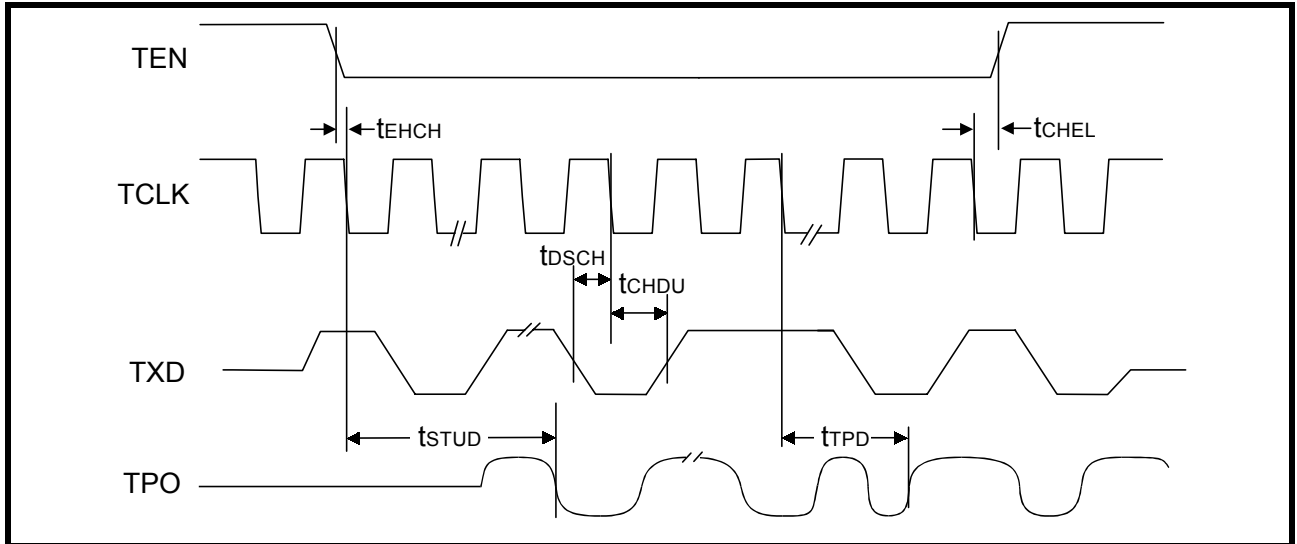 TEN
tEHCH
tCHEL
TCLK
tDSCH
tCHDU
TXD
tSTUD
tTPD
TPO